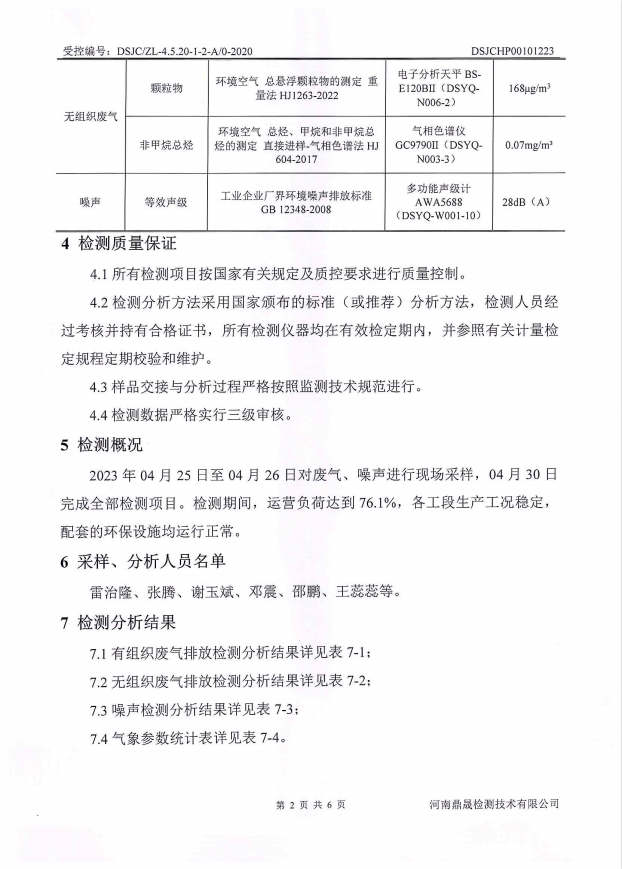 受控编号：DSJC/ZL-4.5.20-1-2-A/0-2020 DSJCHP00101223
无组织废气
颗粒物
环境空气 总悬浮颗粒物的测定 重
量法 HJ1263-2022
电子分析天平 BS-
E120BII（DSYQ-
N006-2）
168μg/m³
非甲烷总烃
环境空气 总烃、甲烷和非甲烷总
烃的测定 直接进样-气相色谱法 HJ
604-2017
气相色谱仪
GC9790II（DSYQ-
N003-3）
0.07mg/m³
噪声
等效声级
工业企业厂界环境噪声排放标准
GB 12348-2008
多功能声级计
AWA5688
（DSYQ-W001-10）
28dB（A）
4 检测质量保证
4.1 所有检测项目按国家有关规定及质控要求进行质量控制。
4.2 检测分析方法采用国家颁布的标准（或推荐）分析方法，检测人员经
过考核并持有合格证书，所有检测仪器均在有效检定期内，并参照有关计量检
定规程定期校验和维护。
4.3 样品交接与分析过程严格按照监测技术规范进行。
4.4 检测数据严格实行三级审核。
5 检测概况
2023 年 04 月 25 日至 04 月 26 日对废气、噪声进行现场采样，04 月 30 日
完成全部检测项目。检测期间，运营负荷达到 76.1%，各工段生产工况稳定，
配套的环保设施均运行正常。
6 采样、分析人员名单
雷治隆、张腾、谢玉斌、邓震、邵鹏、王蕊蕊等。
7 检测分析结果
7.1 有组织废气排放检测分析结果详见表 7-1；
7.2 无组织废气排放检测分析结果详见表 7-2；
7.3 噪声检测分析结果详见表 7-3；
7.4 气象参数统计表详见表 7-4。
第 2 页 共 6 页 河南鼎晟检测技术有限公司